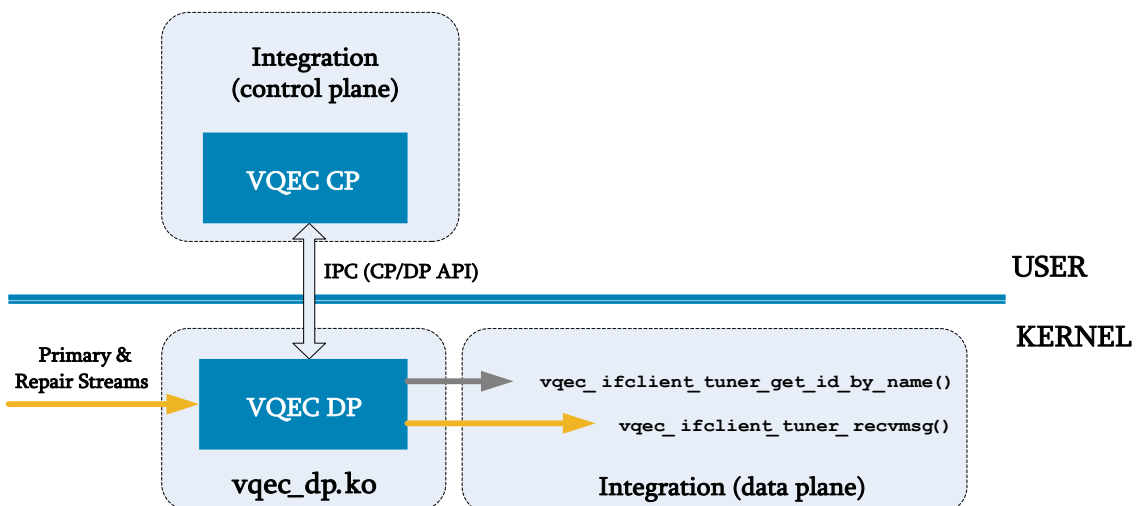 Integration
(control plane)
VQEC CP
IPC (CP/DP API)
USER
KERNEL
Primary &
Repair Streams
VQEC DP
vqec_ifclient_tuner_get_id_by_name()
vqec_ifclient_tuner_recvmsg()
vqec_dp.ko
Integration (data plane)